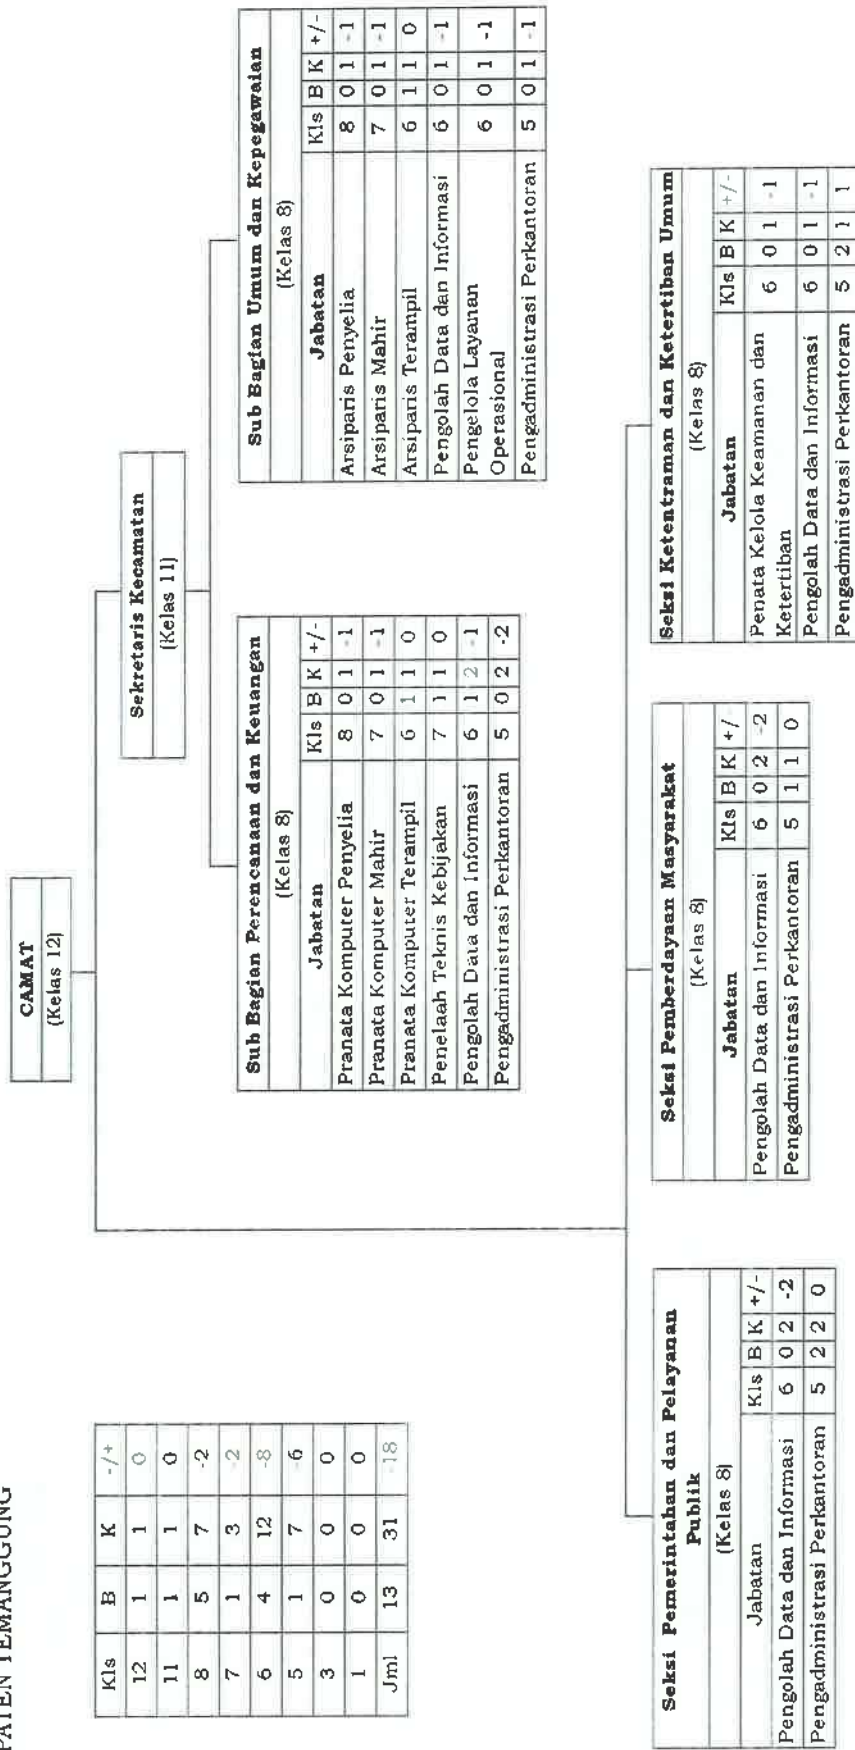 PATEN TEMANGGUNG
Kls B K -/+
12 1 1 0
11 1 1 0
8 5 7 -2
7 1 3 -2
6 4 12 -8
5 1 7 -6
3 0 0 0
1 0 0 0
Jml 13 31 -18
CAMAT
(Kelas 12)
Sekretaris Kecamatan
(Kelas 11)
Sub Bagian Perencanaan dan Keuangan
(Kelas 8)
Jabatan Kls B K +/-
Pranata Komputer Penyelia 8 0 1 -1
Pranata Komputer Mahir 7 0 1 -1
Pranata Komputer Terampil 6 1 1 0
Penelaah Teknis Kebijakan 7 1 1 0
Pengolah Data dan Informasi 6 1 2 -1
Pengadministrasi Perkantoran 5 0 2 -2
Sub Bagian Umum dan Kepegawaian
(Kelas 8)
Jabatan Kls B K +/-
Arsiparis Penyelia 8 0 1 -1
Arsiparis Mahir 7 0 1 -1
Arsiparis Terampil 6 1 1 0
Pengolah Data dan Informasi 6 0 1 -1
Pengelola Layanan
Operasional 6 0 1 -1
Pengadministrasi Perkantoran 5 0 1 -1
Seksi Pemerintahan dan Pelayanan
Publik
(Kelas 8)
Jabatan Kls B K +/-
Pengolah Data dan Informasi 6 0 2 -2
Pengadministrasi Perkantoran 5 2 2 0
Seksi Pemberdayaan Masyarakat
(Kelas 8)
Jabatan Kls B K +/
Pengolah Data dan Informasi 6 0 2 -2
Pengadministrasi Perkantoran 5 1 1 0
Seksi Ketentraman dan Ketertiban Umum
(Kelas 8)
Jabatan Kls B K +/-
Penata Kelola Keamanan dan
Ketertiban 6 0 1 -1
Pengolah Data dan Informasi 6 0 1 -1
Pengadministrasi Perkantoran 5 2 1 1